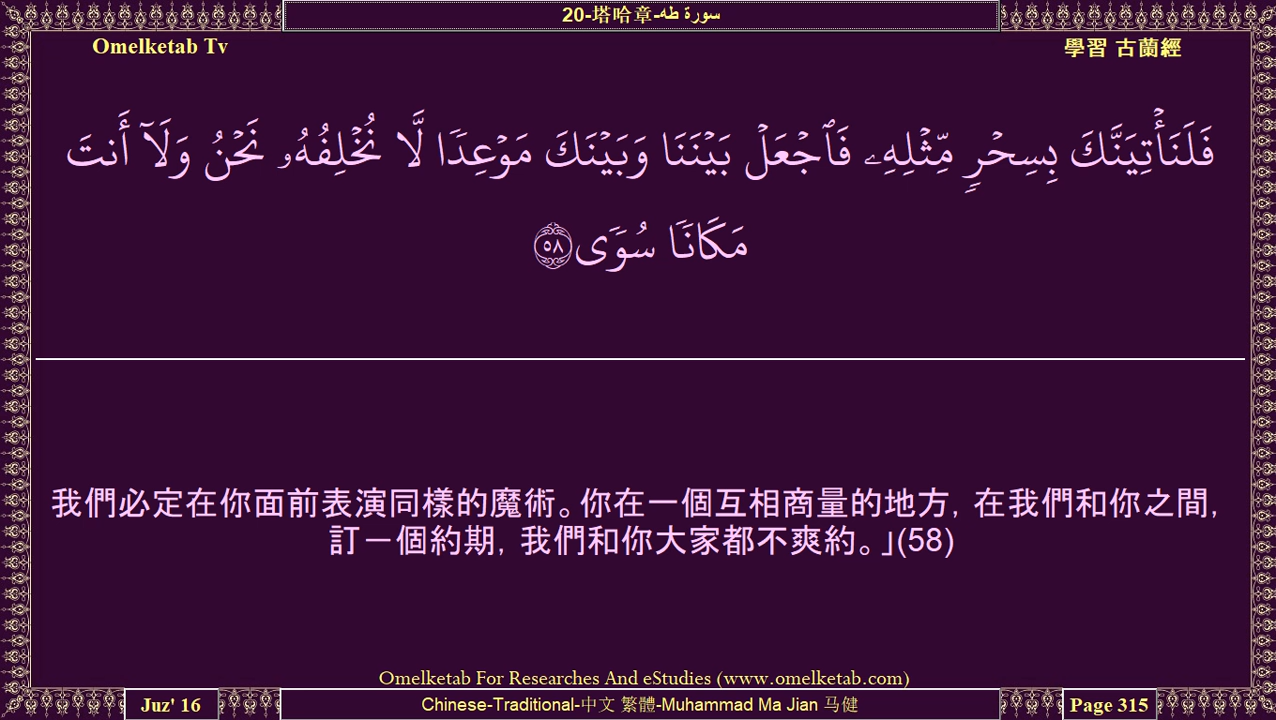 20-塔哈章-سورة طه
Omelketab Tv
學習 古蘭經
فَلَنَأۡتِيَنَّكَ بِسِحۡرٖ مِّثۡلِهِۦ فَٱجۡعَلۡ بَيۡنَنَا وَبَيۡنَكَ مَوۡعِدٗا لَّا نُخۡلِفُهُۥ نَحۡنُ وَلَآ أَنتَ
مَكَانٗا سُوٗى ٥٨
我們必定在你面前表演同樣的魔術。你在一個互相商量的地方, 在我們和你之間,
訂一個約期, 我們和你大家都不爽約。」(58)
Omelketab For Researches And eStudies (www.omelketab.com)
Juz' 16
Chinese-Traditional-中文 繁體-Muhammad Ma Jian 马健
Page 315